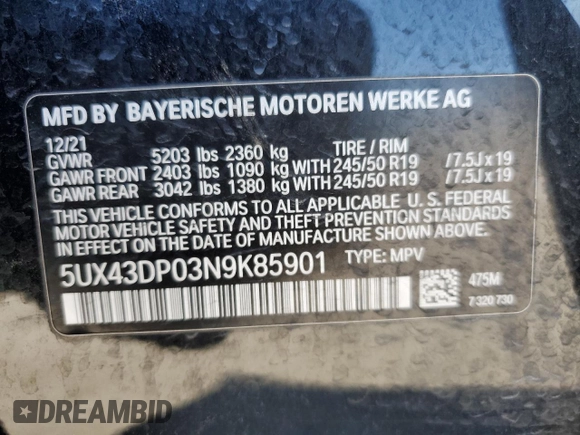 MFD BY BAYERISCHE MOTOREN WERKE AG
12/21 TIRE / RIM
GVWR 5203 lbs 2360 kg
GAWR FRONT 2403 lbs 1090 kg WITH 245/50 R19 /7.5J x 19
GAWR REAR 3042 lbs 1380 kg WITH 245/50 R19 /7.5J x 19
THIS VEHICLE CONFORMS TO ALL APPLICABLE U. S. FEDERAL
MOTOR VEHICLE SAFETY AND THEFT PREVENTION STANDARDS
IN EFFECT ON THE DATE OF MANUFACTURE SHOWN ABOVE.
5UX43DP03N9K85901 TYPE: MPV
475M
7 320 730
DREAMBID